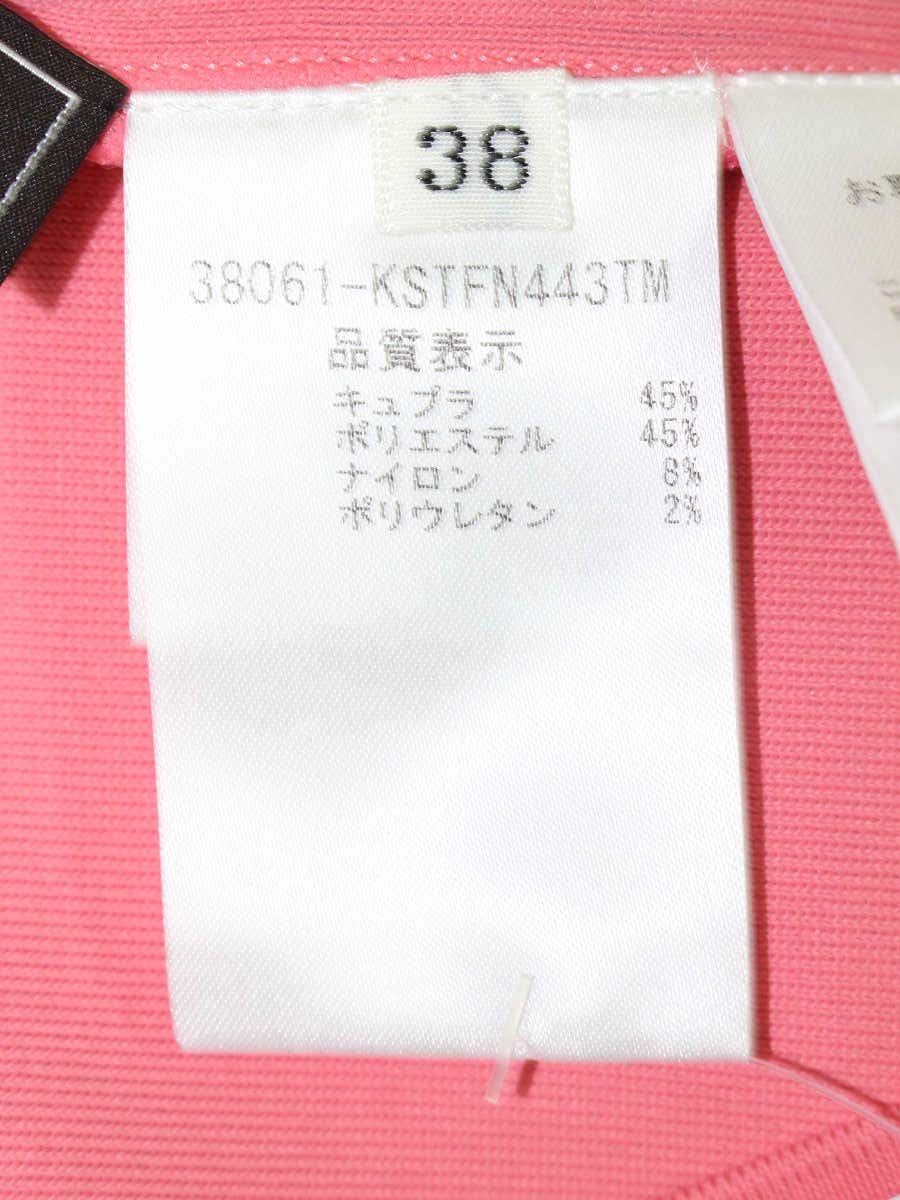 38
38061-KSTFN443TM
品質表示
キュプラ 45%
ポリエステル 45%
ナイロン 8%
ポリウレタン 2%
お